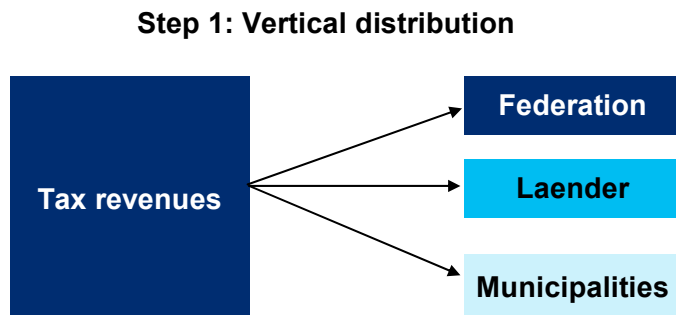 Step 1: Vertical distribution
Federation
Tax revenues
Laender
Municipalities